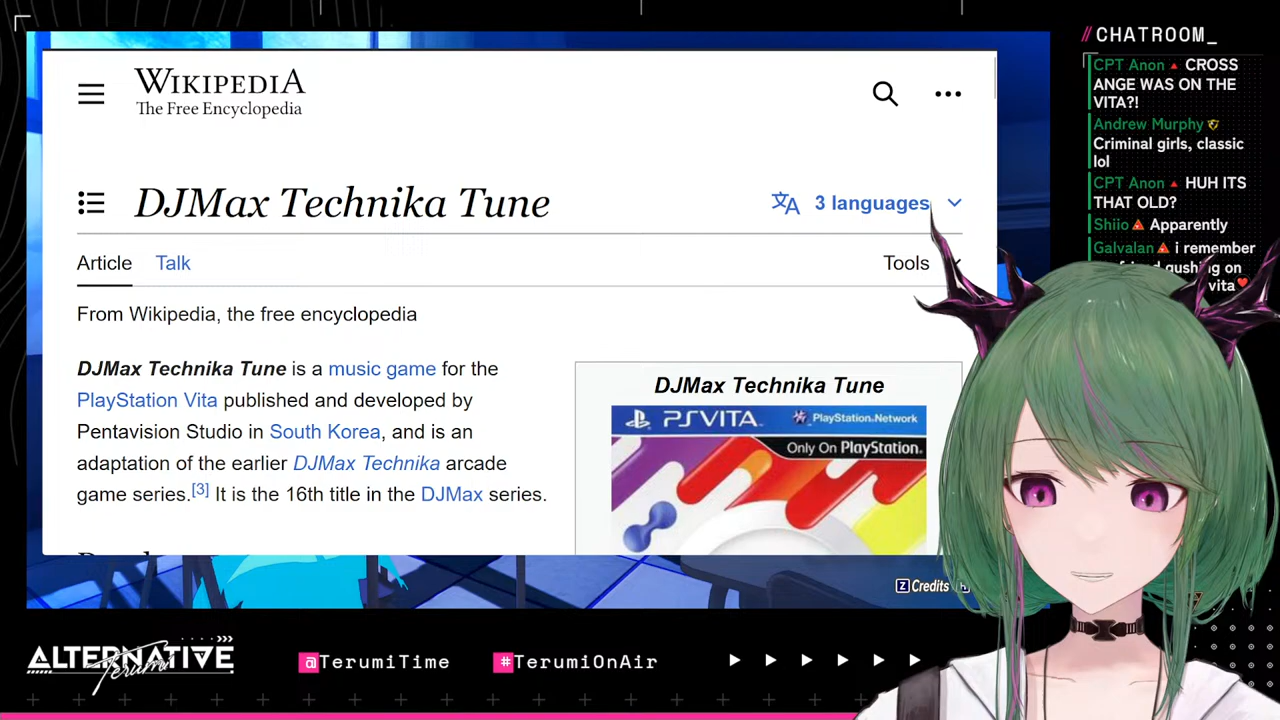 WIKIPEDIA
The Free Encyclopedia
DJMax Technika Tune
3 languages
Article Talk
Tools
From Wikipedia, the free encyclopedia
DJMax Technika Tune is a music game for the
PlayStation Vita published and developed by
Pentavision Studio in South Korea, and is an
adaptation of the earlier DJMax Technika arcade
game series.[3] It is the 16th title in the DJMax series.
DJMax Technika Tune
PSVITA PlayStation Network
Only On PlayStation.
Z Credits
ALTERNATIVE
Terumi
@TerumiTime
#TerumiOnAir
//CHATROOM_
CPT Anon CROSS
ANGE WAS ON THE
VITA?!
Andrew Murphy
Criminal girls, classic
lol
CPT Anon HUH ITS
THAT OLD?
Shiio Apparently
Galvalan i remember
gushing on
vita